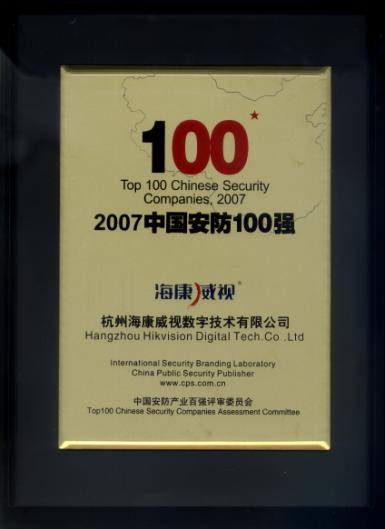 100
Top 100 Chinese Security
Companies, 2007
2007中国安防100强
海康威视®
杭州海康威视数字技术有限公司
Hangzhou Hikvision Digital Tech.Co .Ltd
International Security Branding Laboratory
China Public Security Publisher
www.cps.com.cn
中国安防产业百强评审委员会
Top100 Chinese Security Companies Assessment Committee